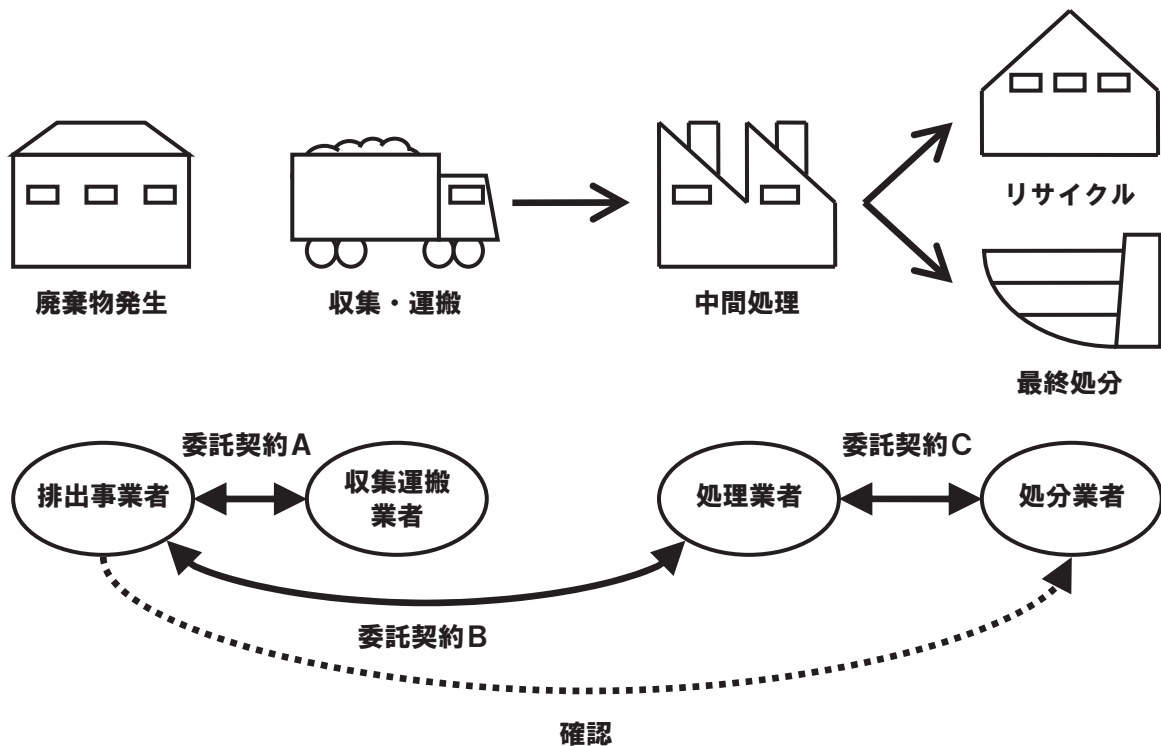 リサイクル
廃棄物発生
収集・運搬
中間処理
最終処分
委託契約A
委託契約C
排出事業者
収集運搬
業者
処理業者
処分業者
委託契約B
確認